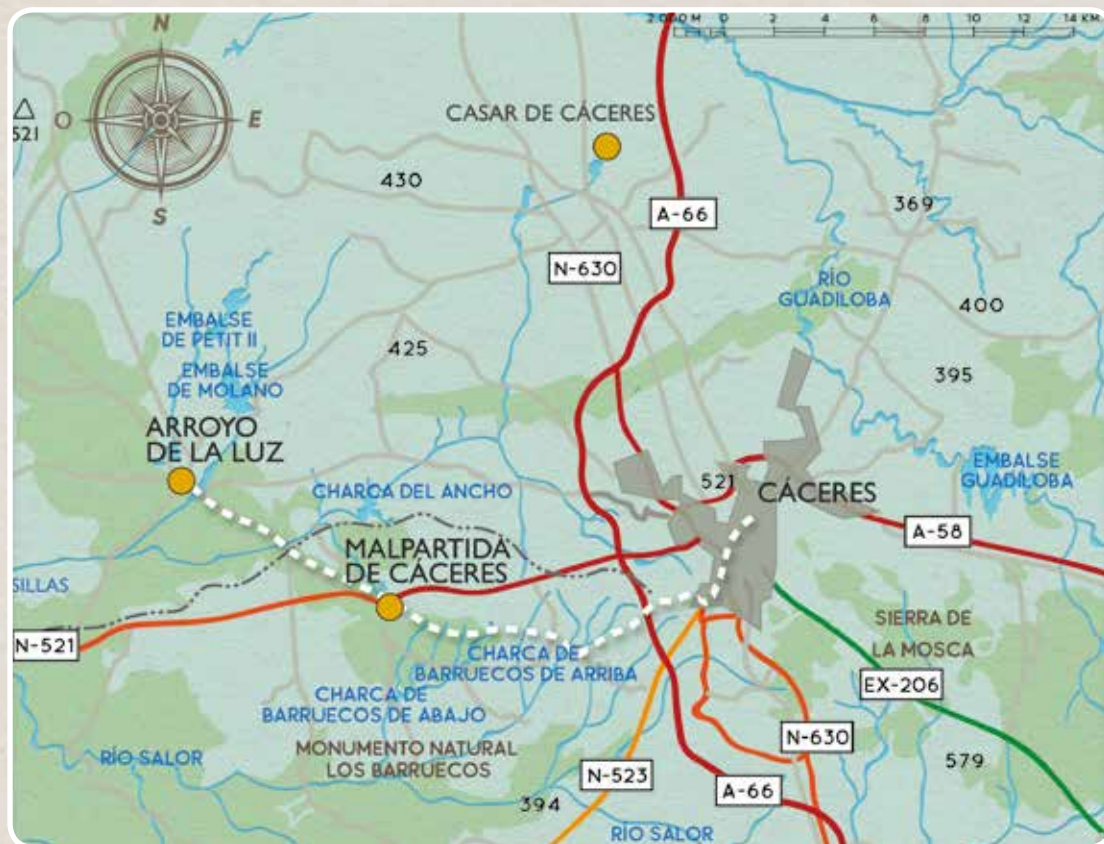 N
2.000 M 0 2 4 6 8 10 12 14 KM.
O
E
S
521
CASAR DE CÁCERES
430
369
A-66
N-630
RÍO
GUADILOBA
400
EMBALSE
DE PETIT II
425
395
EMBALSE
DE MOLANO
ARROYO
DE LA LUZ
CHARCA DEL ANCHO
521
CÁCERES
EMBALSE
GUADILOBA
A-58
MALPARTIDA
DE CÁCERES
SILLAS
N-521
SIERRA DE
LA MOSCA
CHARCA DE
BARRUECOS DE ARRIBA
EX-206
CHARCA DE
BARRUECOS DE ABAJO
N-630
MONUMENTO NATURAL
LOS BARRUECOS
RÍO SALOR
N-523
579
A-66
394
RÍO SALOR